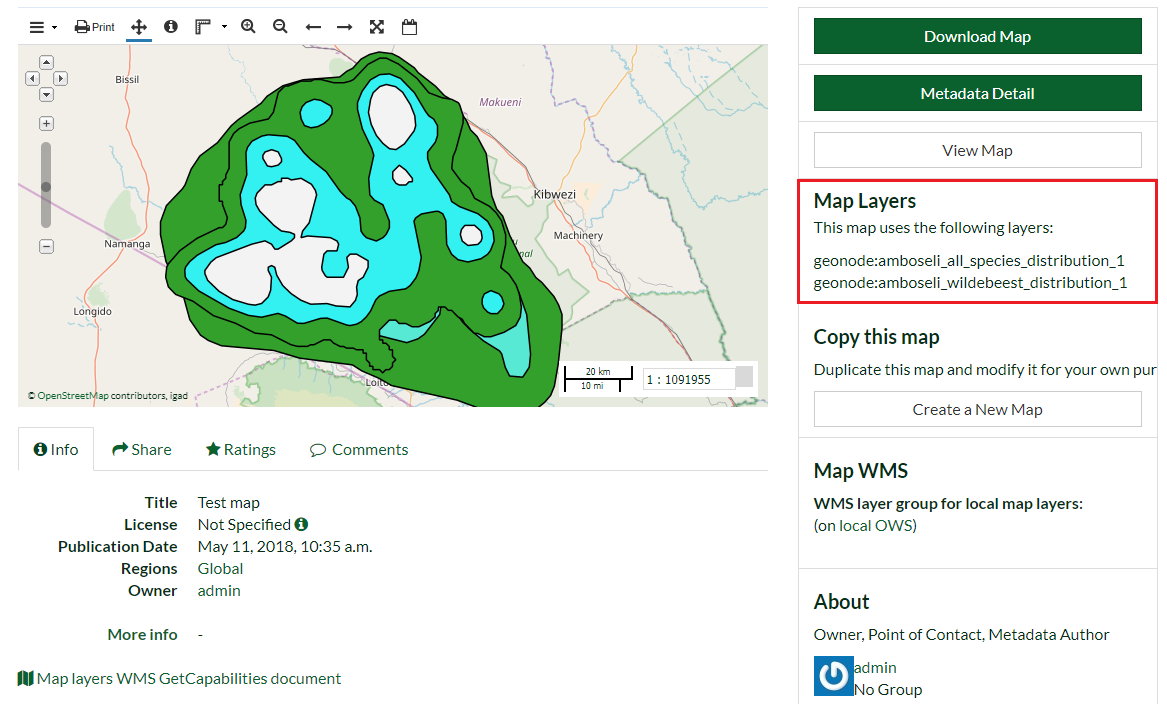 Print
Bissil
Makueni
Kibwezi
Machinery
nal
Namanga
Longido
Loito
20 km
10 mi
1 : 1091955
© OpenStreetMap contributors, igad
Info
Share
Ratings
Comments
Title Test map
License Not Specified
Publication Date May 11, 2018, 10:35 a.m.
Regions Global
Owner admin
More info -
Map layers WMS GetCapabilities document
Download Map
Metadata Detail
View Map
Map Layers
This map uses the following layers:
geonode:amboseli_all_species_distribution_1
geonode:amboseli_wildebeest_distribution_1
Copy this map
Duplicate this map and modify it for your own pur
Create a New Map
Map WMS
WMS layer group for local map layers:
(on local OWS)
About
Owner, Point of Contact, Metadata Author
admin
No Group